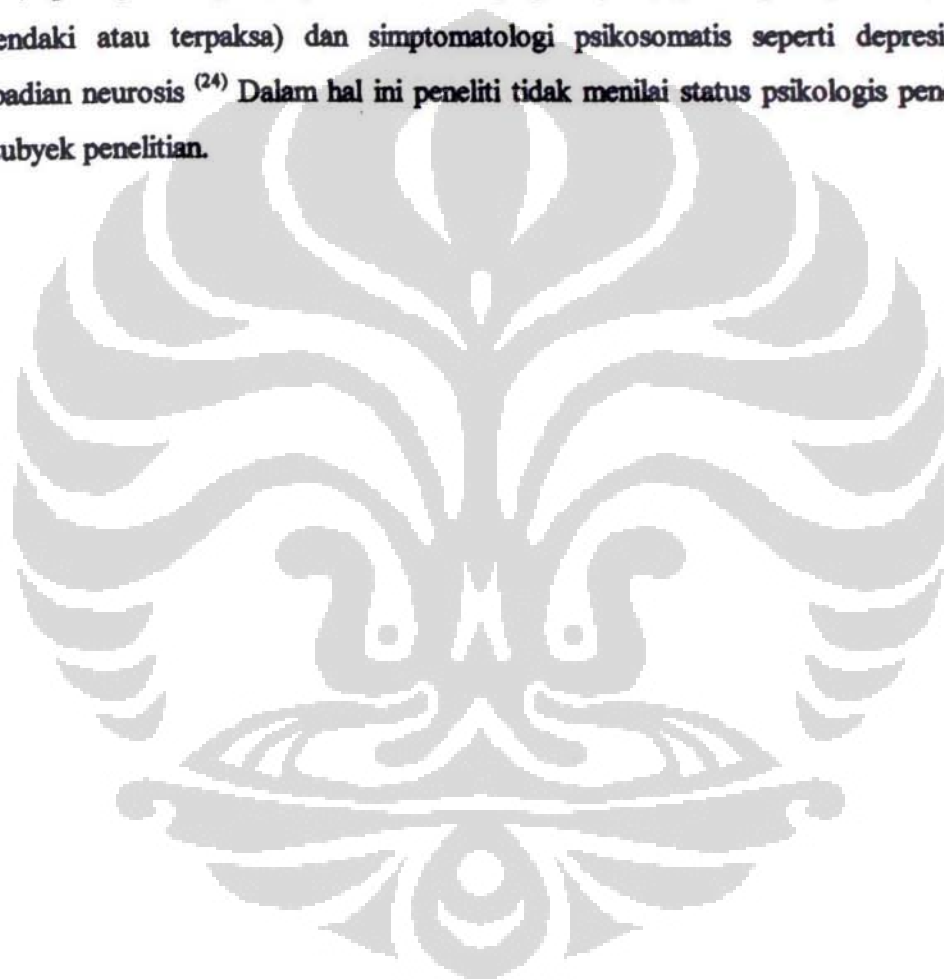 endaki atau terpaksa) dan simptomatologi psikosomatis seperti depresi
badian neurosis (24) Dalam hal ini peneliti tidak menilai status psikologis pen
ubyek penelitian.